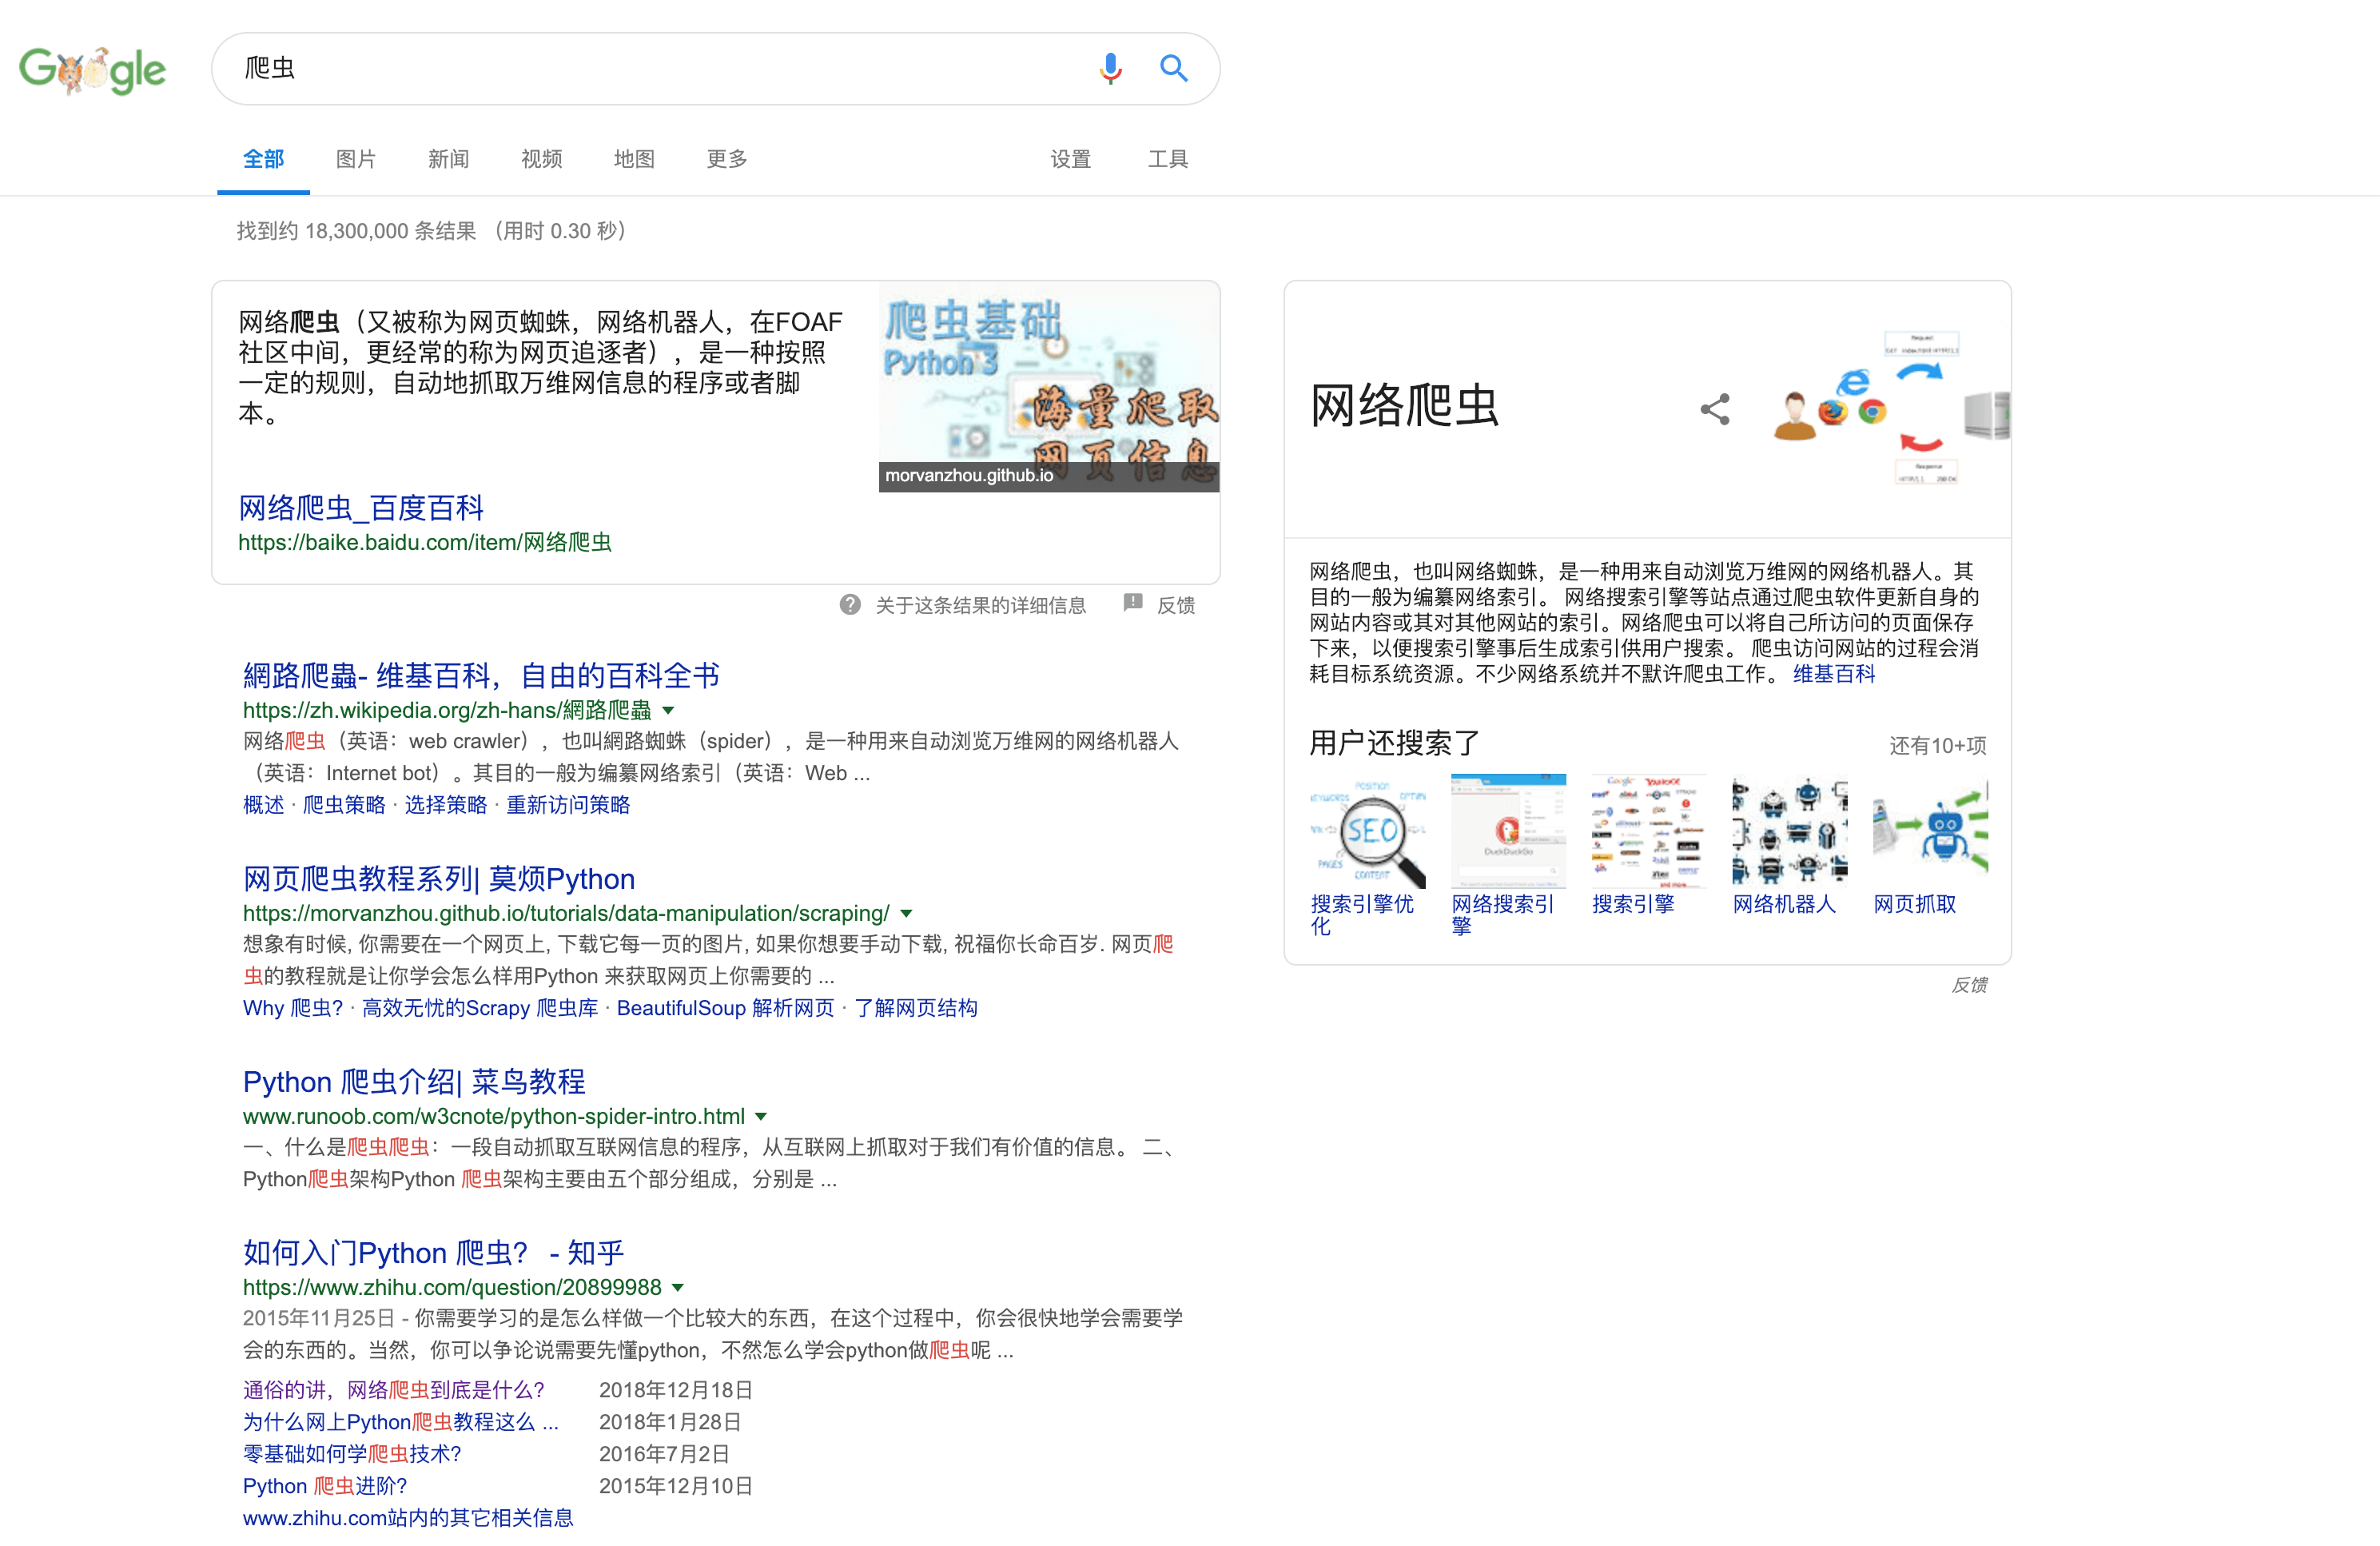 Google
爬虫
全部 图片 新闻 视频 地图 更多 设置 工具
找到约 18,300,000 条结果 （用时 0.30 秒）
网络爬虫（又被称为网页蜘蛛，网络机器人，在FOAF
社区中间，更经常的称为网页追逐者），是一种按照
一定的规则，自动地抓取万维网信息的程序或者脚
本。
爬虫基础
Python 3
海量爬取
网页信息
morvanzhou.github.io
网络爬虫_百度百科
https://baike.baidu.com/item/网络爬虫
关于这条结果的详细信息 反馈
網路爬蟲- 维基百科，自由的百科全书
https://zh.wikipedia.org/zh-hans/網路爬蟲
网络爬虫（英语：web crawler），也叫網路蜘蛛（spider），是一种用来自动浏览万维网的网络机器人
（英语：Internet bot）。其目的一般为编纂网络索引（英语：Web ...
概述 · 爬虫策略 · 选择策略 · 重新访问策略
网页爬虫教程系列| 莫烦Python
https://morvanzhou.github.io/tutorials/data-manipulation/scraping/
想象有时候, 你需要在一个网页上, 下载它每一页的图片, 如果你想要手动下载, 祝福你长命百岁. 网页爬
虫的教程就是让你学会怎么样用Python 来获取网页上你需要的 ...
Why 爬虫? · 高效无忧的Scrapy 爬虫库 · BeautifulSoup 解析网页 · 了解网页结构
Python 爬虫介绍| 菜鸟教程
www.runoob.com/w3cnote/python-spider-intro.html
一、什么是爬虫爬虫：一段自动抓取互联网信息的程序，从互联网上抓取对于我们有价值的信息。 二、
Python爬虫架构Python 爬虫架构主要由五个部分组成，分别是 ...
如何入门Python 爬虫？ - 知乎
https://www.zhihu.com/question/20899988
2015年11月25日 - 你需要学习的是怎么样做一个比较大的东西，在这个过程中，你会很快地学会需要学
会的东西的。当然，你可以争论说需要先懂python，不然怎么学会python做爬虫呢 ...
通俗的讲，网络爬虫到底是什么? 2018年12月18日
为什么网上Python爬虫教程这么 ... 2018年1月28日
零基础如何学爬虫技术? 2016年7月2日
Python 爬虫进阶? 2015年12月10日
www.zhihu.com站内的其它相关信息
网络爬虫
Request
Response
网络爬虫，也叫网络蜘蛛，是一种用来自动浏览万维网的网络机器人。其
目的一般为编纂网络索引。 网络搜索引擎等站点通过爬虫软件更新自身的
网站内容或其对其他网站的索引。网络爬虫可以将自己所访问的页面保存
下来，以便搜索引擎事后生成索引供用户搜索。 爬虫访问网站的过程会消
耗目标系统资源。不少网络系统并不默许爬虫工作。 维基百科
用户还搜索了 还有10+项
POSITION
SEO
PAGES
CONTENT
DuckDuckGo
Google YAHOO!
搜索引擎优
化
网络搜索引
擎
搜索引擎
网络机器人
网页抓取
反馈